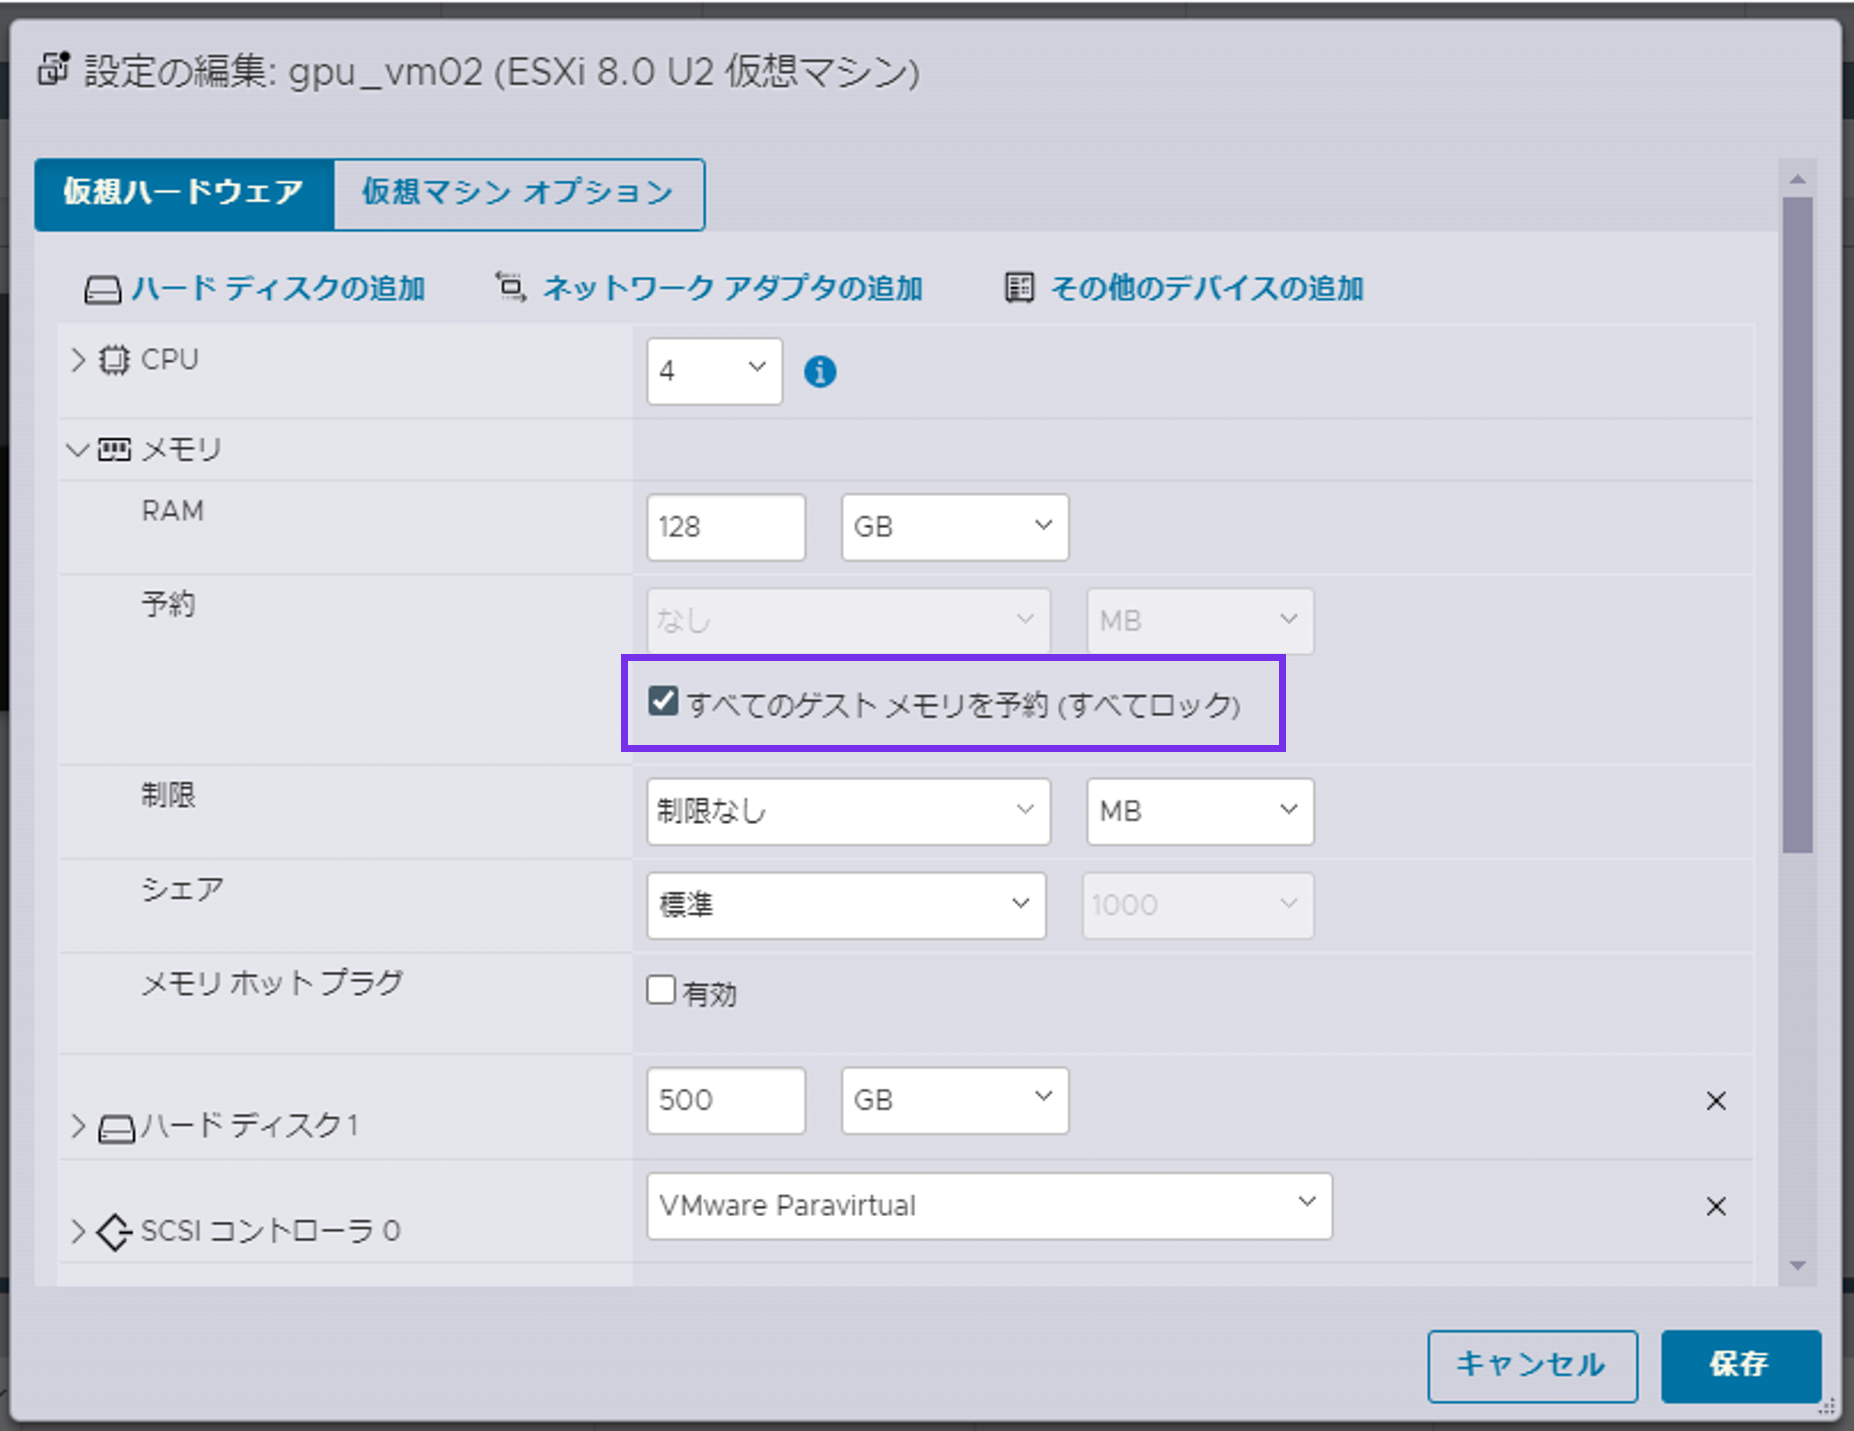 設定の編集: gpu_vm02 (ESXi 8.0 U2 仮想マシン)
仮想ハードウェア
仮想マシン オプション
ハード ディスクの追加
ネットワーク アダプタの追加
その他のデバイスの追加
CPU
4
メモリ
RAM
128
GB
予約
なし
MB
すべてのゲスト メモリを予約 (すべてロック)
制限
制限なし
MB
シェア
標準
1000
メモリ ホット プラグ
有効
ハード ディスク 1
500
GB
SCSI コントローラ 0
VMware Paravirtual
キャンセル
保存